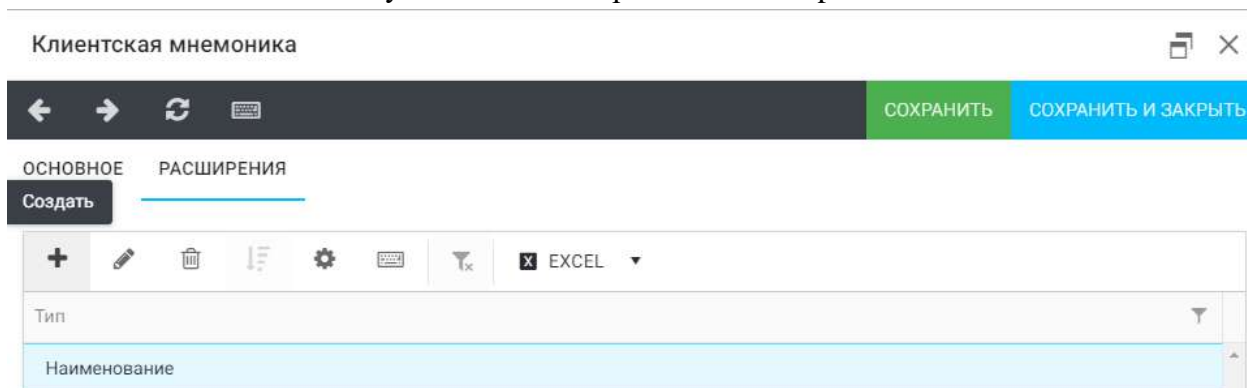 Клиентская мнемоника
СОХРАНИТЬ СОХРАНИТЬ И ЗАКРЫТЬ
ОСНОВНОЕ РАСШИРЕНИЯ
Создать
X EXCEL
Тип
Наименование